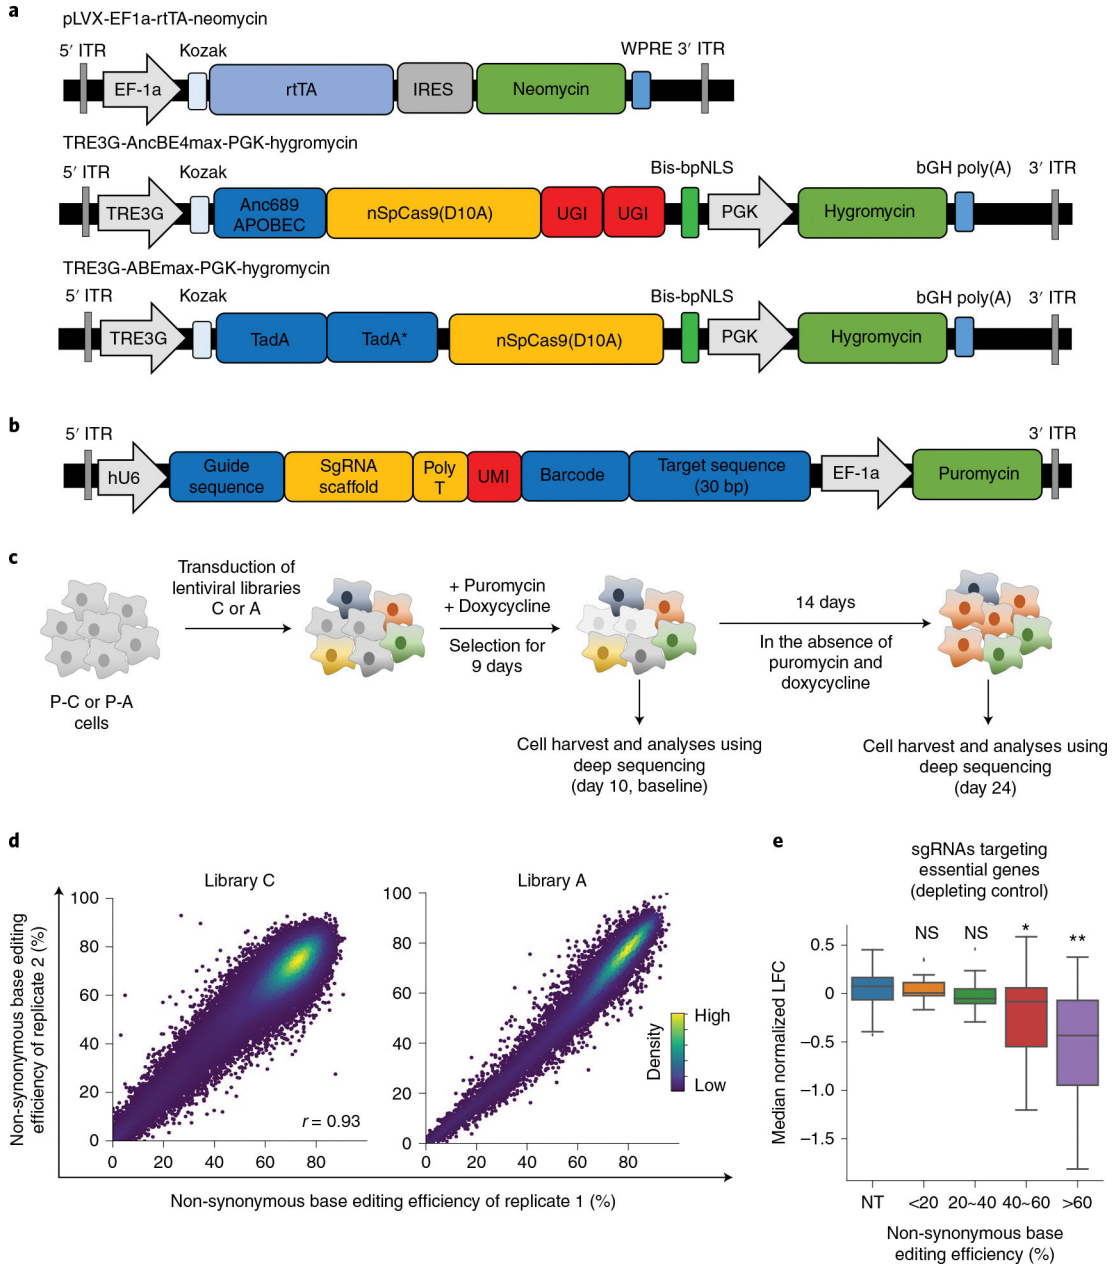 a
pLVX-EF1a-rtTA-neomycin
5′ ITR
Kozak
WPRE 3′ ITR
EF-1a
rtTA
IRES
Neomycin
TRE3G-AncBE4max-PGK-hygromycin
5′ ITR
Kozak
Bis-bpNLS
bGH poly(A)
3′ ITR
TRE3G
Anc689
APOBEC
nSpCas9(D10A)
UGI
UGI
PGK
Hygromycin
TRE3G-ABEmax-PGK-hygromycin
5′ ITR
Kozak
Bis-bpNLS
bGH poly(A)
3′ ITR
TRE3G
TadA
TadA*
nSpCas9(D10A)
PGK
Hygromycin
b
5′ ITR
3′ ITR
hU6
Guide
sequence
SgRNA
scaffold
Poly
T
UMI
Barcode
Target sequence
(30 bp)
EF-1a
Puromycin
c
Transduction of
lentiviral libraries
C or A
+ Puromycin
+ Doxycycline
Selection for
9 days
14 days
In the absence of
puromycin and
doxycycline
P-C or P-A
cells
Cell harvest and analyses using
deep sequencing
(day 10, baseline)
Cell harvest and analyses using
deep sequencing
(day 24)
d
Library C
Library A
Non-synonymous base editing
efficiency of replicate 2 (%)
100
80
60
40
20
0
0
20
40
60
80
r = 0.93
100
80
60
40
20
0
0
20
40
60
80
Density
High
Low
Non-synonymous base editing efficiency of replicate 1 (%)
e
sgRNAs targeting
essential genes
(depleting control)
Median normalized LFC
0.5
0
−0.5
−1.0
−1.5
NS
NS
*
**
NT
<20
20~40
40~60
>60
Non-synonymous base
editing efficiency (%)